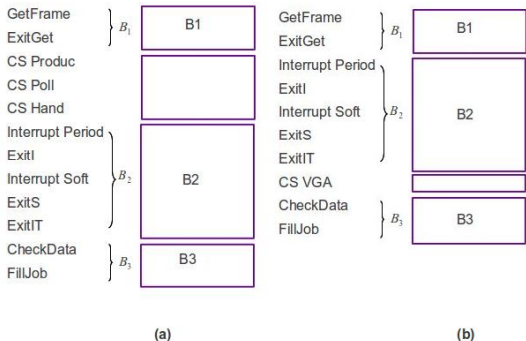 GetFrame
ExitGet
B1
B1
CS Produc
CS Poll
CS Hand
Interrupt Period
ExitI
Interrupt Soft
ExitS
ExitIT
B2
B2
CheckData
FillJob
B3
B3
(a)
GetFrame
ExitGet
B1
B1
Interrupt Period
ExitI
Interrupt Soft
ExitS
ExitIT
B2
B2
CS VGA
CheckData
FillJob
B3
B3
(b)